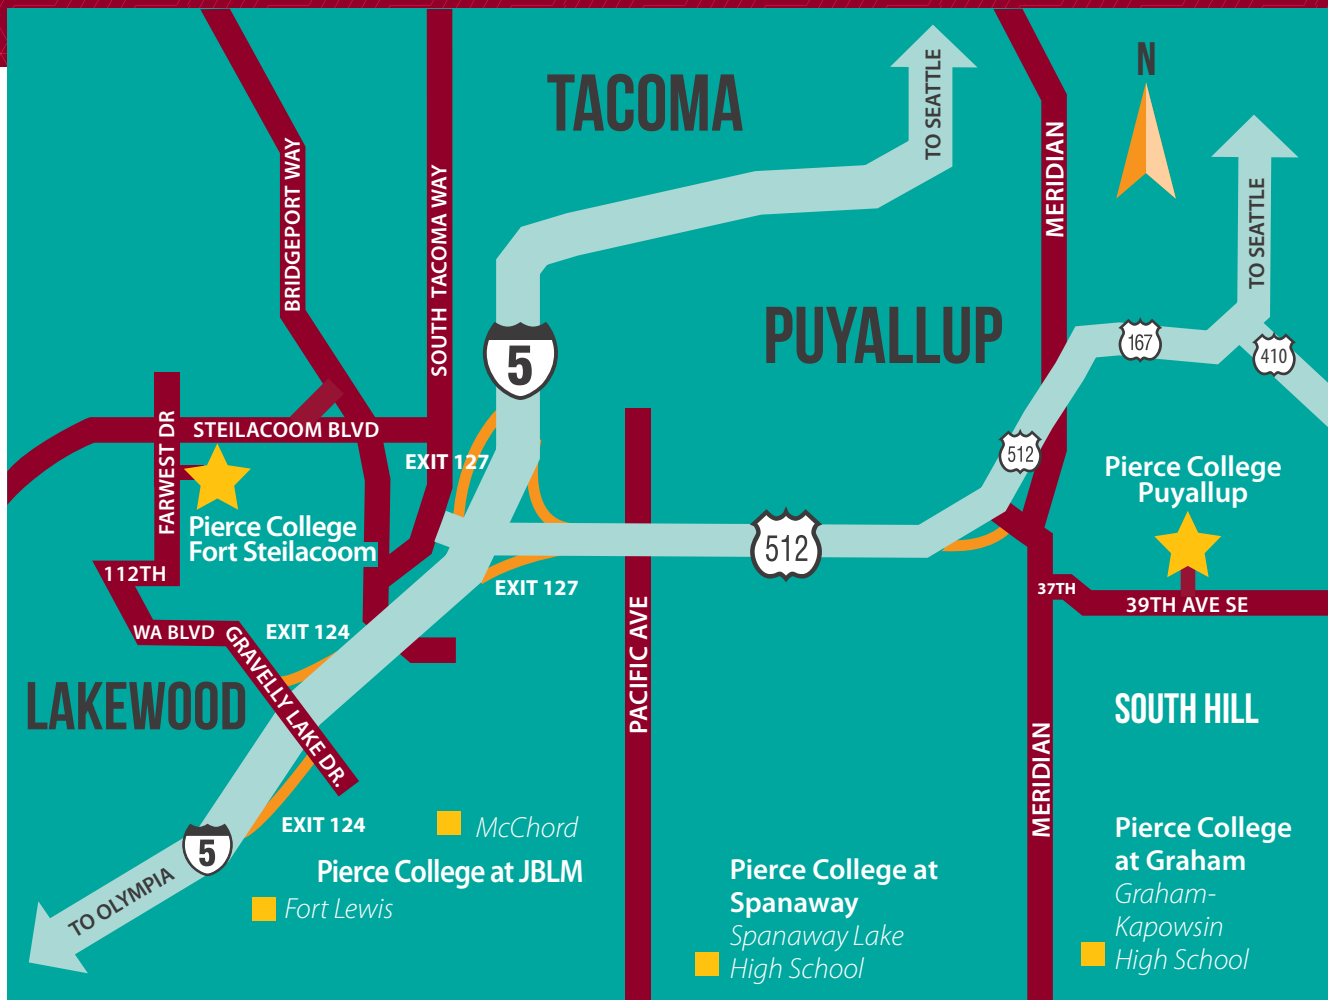 TACOMA
TO SEATTLE
N
MERIDIAN
BRIDGEPORT WAY
SOUTH TACOMA WAY
TO SEATTLE
PUYALLUP
5
167
410
FARWEST DR
STEILACOOM BLVD
EXIT 127
512
Pierce College
Puyallup
Pierce College
Fort Steilacoom
512
112TH
EXIT 127
37TH
39TH AVE SE
WA BLVD
GRAVELLY LAKE DR.
EXIT 124
PACIFIC AVE
LAKEWOOD
SOUTH HILL
MERIDIAN
EXIT 124
McChord
5
Pierce College at JBLM
TO OLYMPIA
Fort Lewis
Pierce College at
Spanaway
Spanaway Lake
High School
Pierce College
at Graham
Graham-
Kapowsin
High School